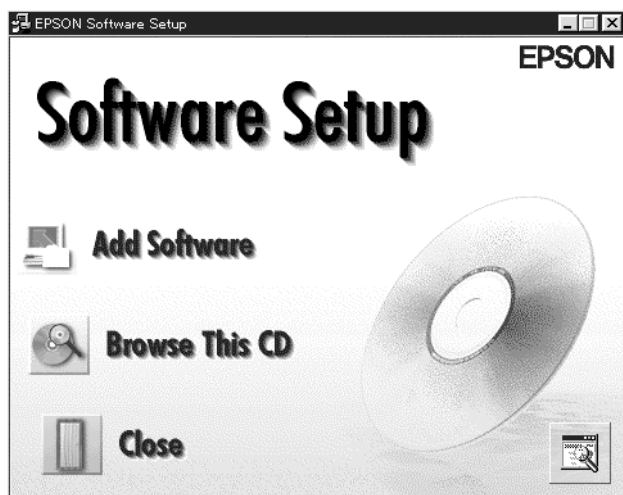 EPSON Software Setup
EPSON
Software Setup
Add Software
Browse This CD
Close